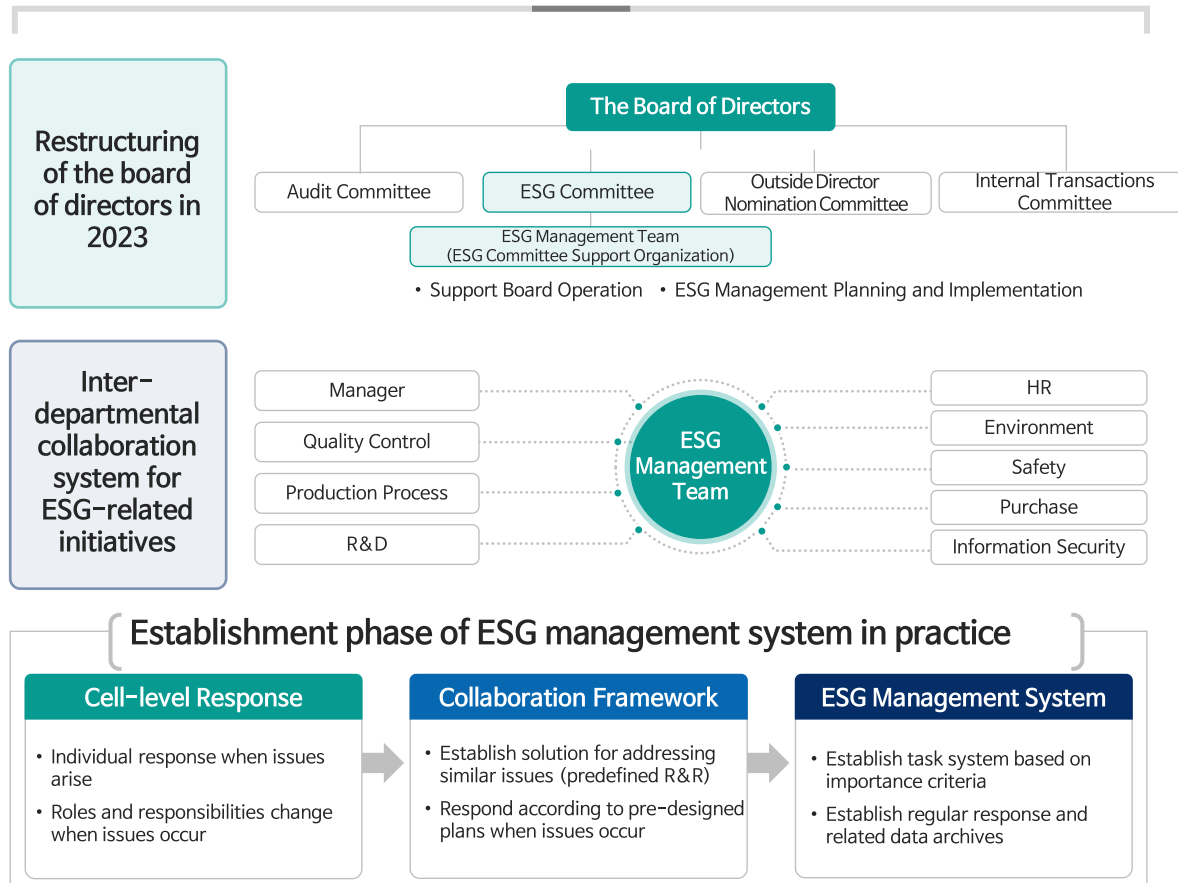 Restructuring
of the board
of directors in
2023
The Board of Directors
Audit Committee
ESG Committee
Outside Director
Nomination Committee
Internal Transactions
Committee
ESG Management Team
(ESG Committee Support Organization)
• Support Board Operation • ESG Management Planning and Implementation
Inter-
departmental
collaboration
system for
ESG-related
initiatives
Manager
Quality Control
Production Process
R&D
ESG
Management
Team
HR
Environment
Safety
Purchase
Information Security
Establishment phase of ESG management system in practice
Cell-level Response
• Individual response when issues
arise
• Roles and responsibilities change
when issues occur
Collaboration Framework
• Establish solution for addressing
similar issues (predefined R&R)
• Respond according to pre-designed
plans when issues occur
ESG Management System
• Establish task system based on
importance criteria
• Establish regular response and
related data archives